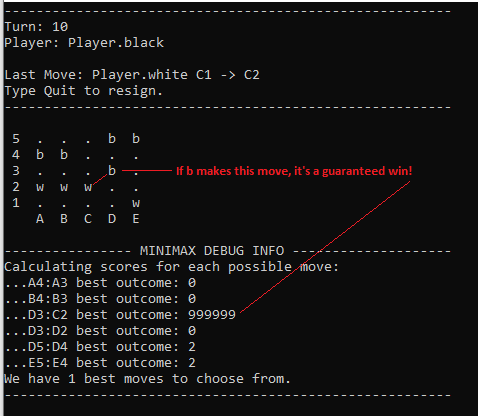 ------------------------------------------------------
Turn: 10
Player: Player.black
Last Move: Player.white C1 -> C2
Type Quit to resign.
------------------------------------------------------
5 . . . b b
4 b b . . .
3 . . . b . If b makes this move, it's a guaranteed win!
2 w w w . .
1 . . . . w
A B C D E
---------------- MINIMAX DEBUG INFO --------------------
Calculating scores for each possible move:
...A4:A3 best outcome: 0
...B4:B3 best outcome: 0
...D3:C2 best outcome: 999999
...D3:D2 best outcome: 0
...D5:D4 best outcome: 2
...E5:E4 best outcome: 2
We have 1 best moves to choose from.
------------------------------------------------------